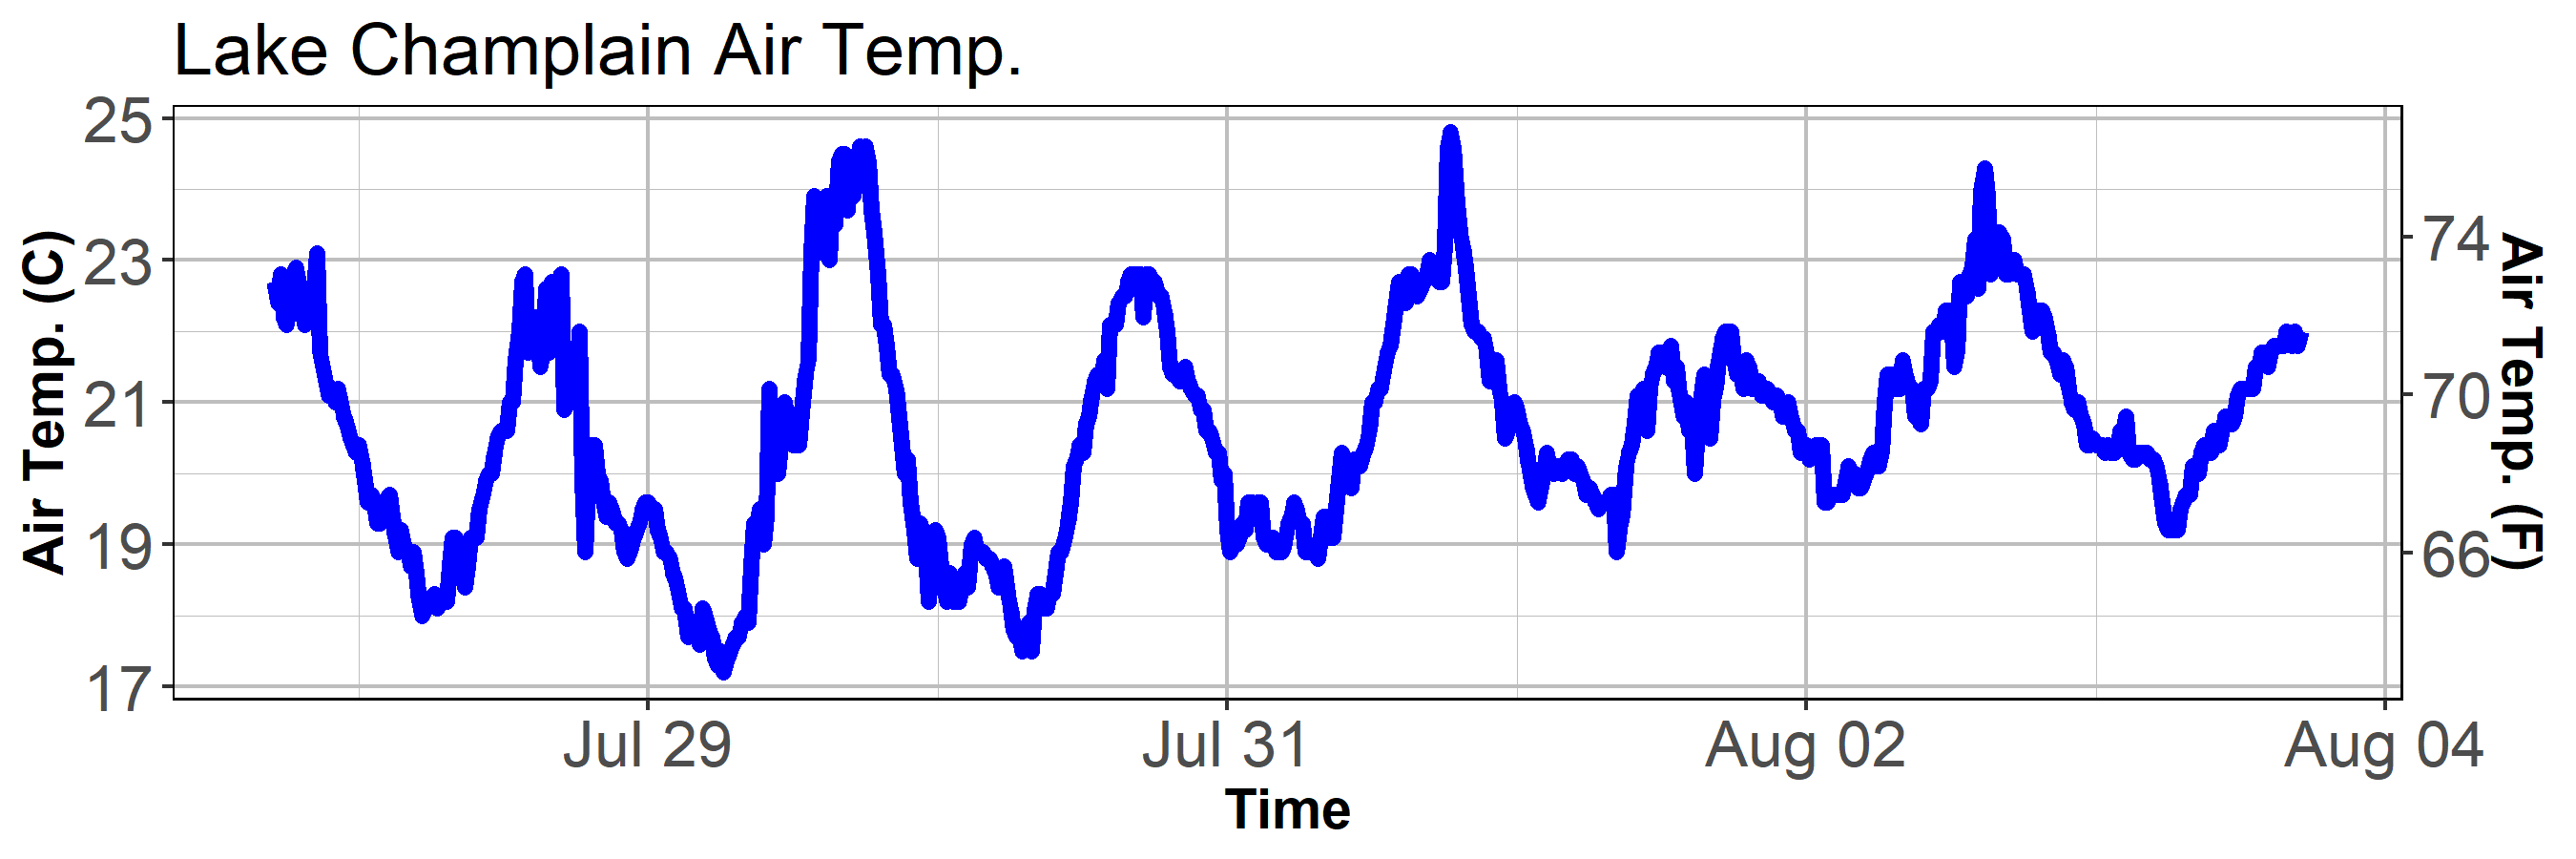 Lake Champlain Air Temp.
Air Temp. (C)
25
23
21
19
17
74
70
66
Air Temp. (F)
Jul 29 Jul 31 Aug 02 Aug 04
Time